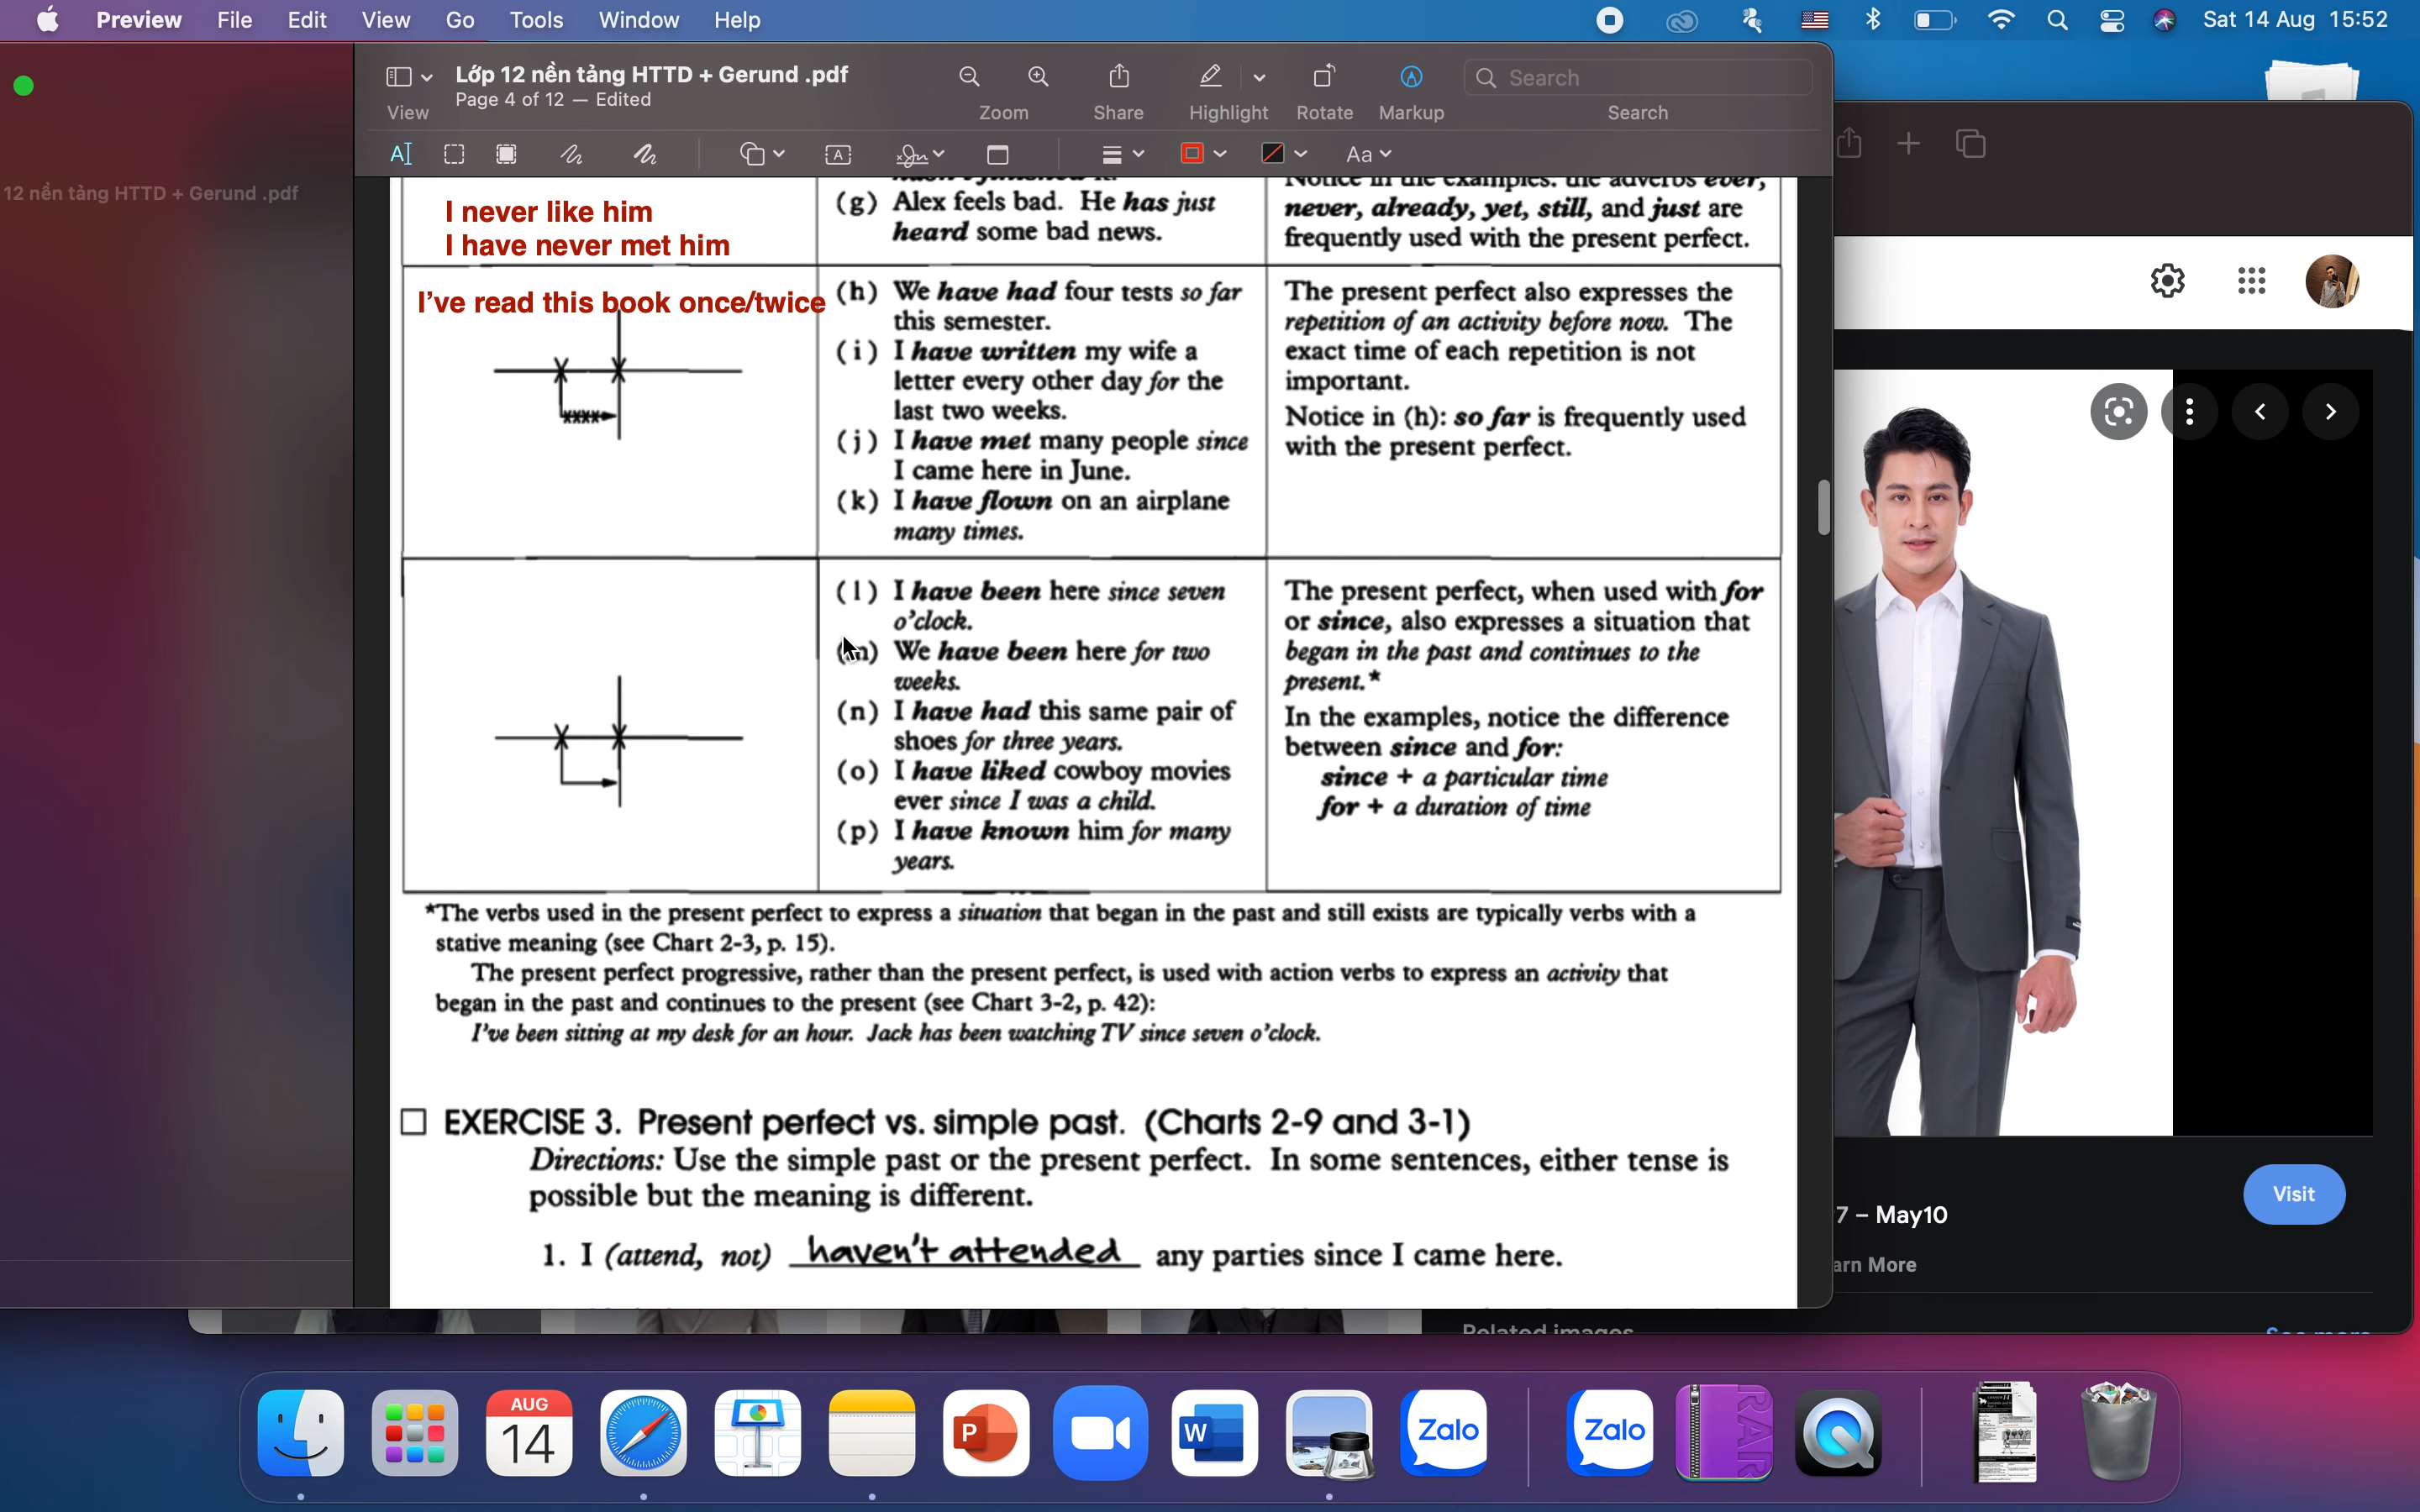 Preview File Edit View Go Tools Window Help
Sat 14 Aug 15:52
Lớp 12 nền tảng HTTD + Gerund .pdf
Page 4 of 12 — Edited
View
Zoom
Share
Highlight
Rotate
Markup
Search
Search
Aa
12 nền tảng HTTD + Gerund .pdf
I never like him
I have never met him
(g) Alex feels bad. He has just
heard some bad news.
Notice in the examples: the adverbs ever,
never, already, yet, still, and just are
frequently used with the present perfect.
I've read this book once/twice
(h) We have had four tests so far
this semester.
(i) I have written my wife a
letter every other day for the
last two weeks.
(j) I have met many people since
I came here in June.
(k) I have flown on an airplane
many times.
The present perfect also expresses the
repetition of an activity before now. The
exact time of each repetition is not
important.
Notice in (h): so far is frequently used
with the present perfect.
(l) I have been here since seven
o'clock.
We have been here for two
weeks.
(n) I have had this same pair of
shoes for three years.
(o) I have liked cowboy movies
ever since I was a child.
(p) I have known him for many
years.
The present perfect, when used with for
or since, also expresses a situation that
began in the past and continues to the
present.*
In the examples, notice the difference
between since and for:
since + a particular time
for + a duration of time
*The verbs used in the present perfect to express a situation that began in the past and still exists are typically verbs with a
stative meaning (see Chart 2-3, p. 15).
The present perfect progressive, rather than the present perfect, is used with action verbs to express an activity that
began in the past and continues to the present (see Chart 3-2, p. 42):
I've been sitting at my desk for an hour. Jack has been watching TV since seven o'clock.
EXERCISE 3. Present perfect vs. simple past. (Charts 2-9 and 3-1)
Directions: Use the simple past or the present perfect. In some sentences, either tense is
possible but the meaning is different.
1. I (attend, not) haven't attended any parties since I came here.
Visit
7 – May10
arn More
Related images
See more
AUG
14
P
W
Zalo
Zalo
RAR